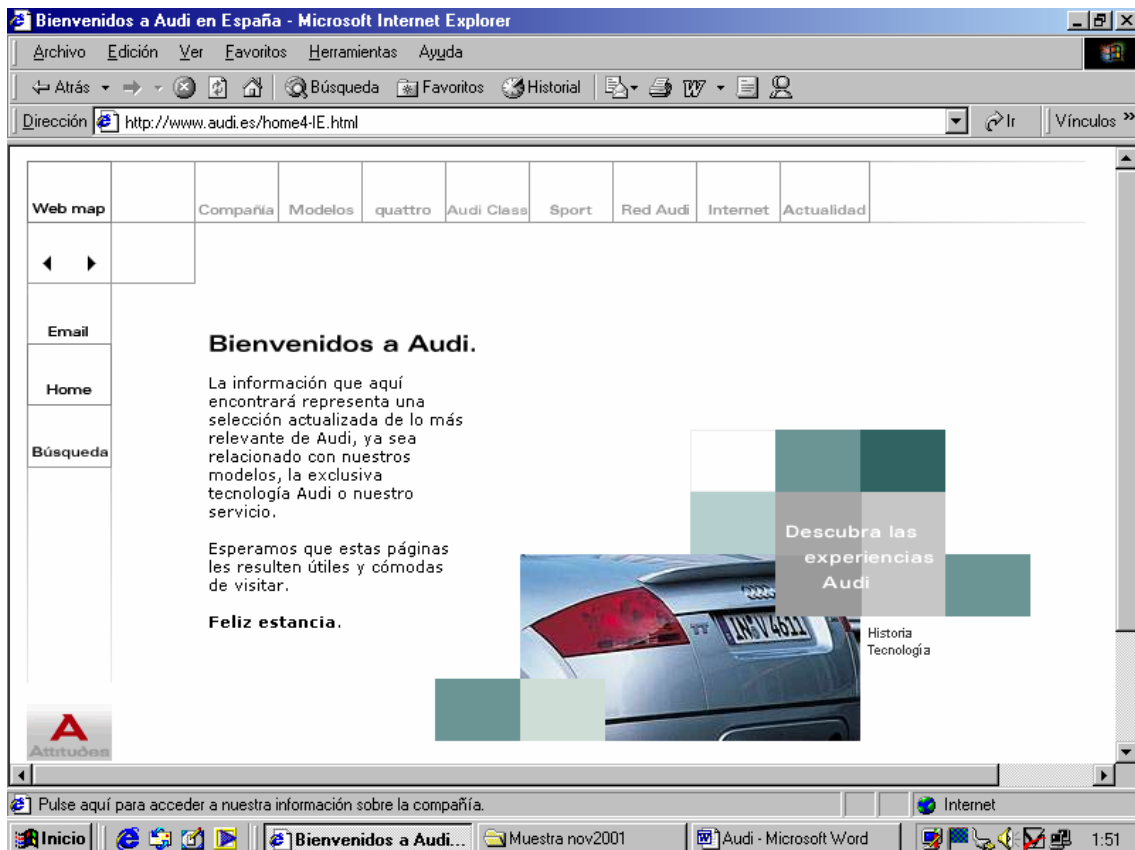 Bienvenidos a Audi en España - Microsoft Internet Explorer
Archivo Edición Ver Favoritos Herramientas Ayuda
Atrás Búsqueda Favoritos Historial
Dirección http://www.audi.es/home4-IE.html Ir Vínculos »
Web map Compañía Modelos quattro Audi Class Sport Red Audi Internet Actualidad
Email
Home
Búsqueda
Bienvenidos a Audi.
La información que aquí
encontrará representa una
selección actualizada de lo más
relevante de Audi, ya sea
relacionado con nuestros
modelos, la exclusiva
tecnología Audi o nuestro
servicio.
Esperamos que estas páginas
les resulten útiles y cómodas
de visitar.
Feliz estancia.
Descubra las
experiencias
Audi
TT IN V 4611
Historia
Tecnología
A
Attitudes
Pulse aquí para acceder a nuestra información sobre la compañía. Internet
Inicio Bienvenidos a Audi... Muestra nov2001 Audi - Microsoft Word 1:51